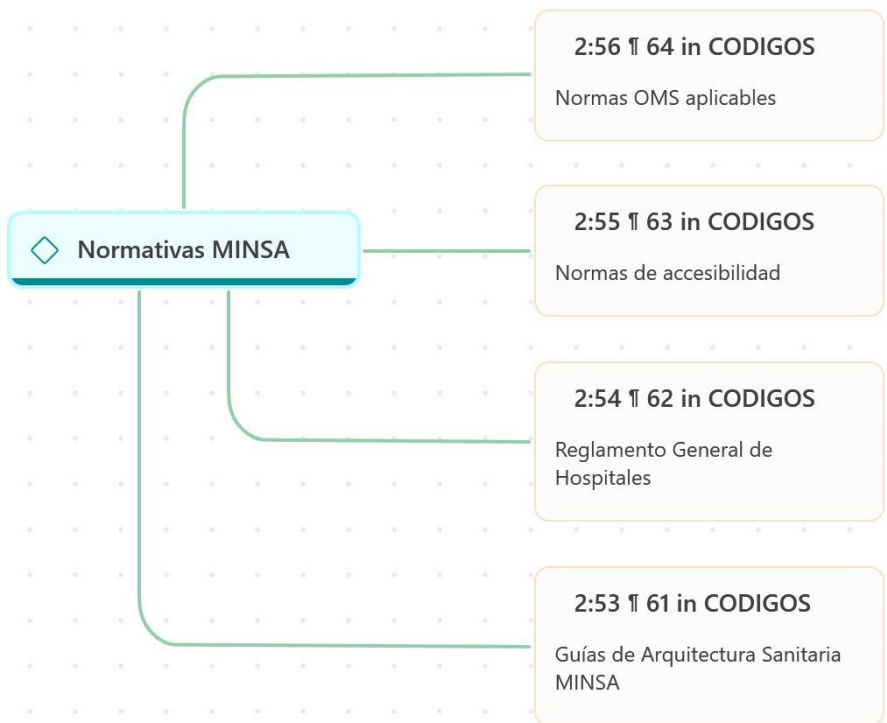 2:56 ¶ 64 in CODIGOS
Normas OMS aplicables
2:55 ¶ 63 in CODIGOS
Normas de accesibilidad
Normativas MINSA
2:54 ¶ 62 in CODIGOS
Reglamento General de
Hospitales
2:53 ¶ 61 in CODIGOS
Guías de Arquitectura Sanitaria
MINSA